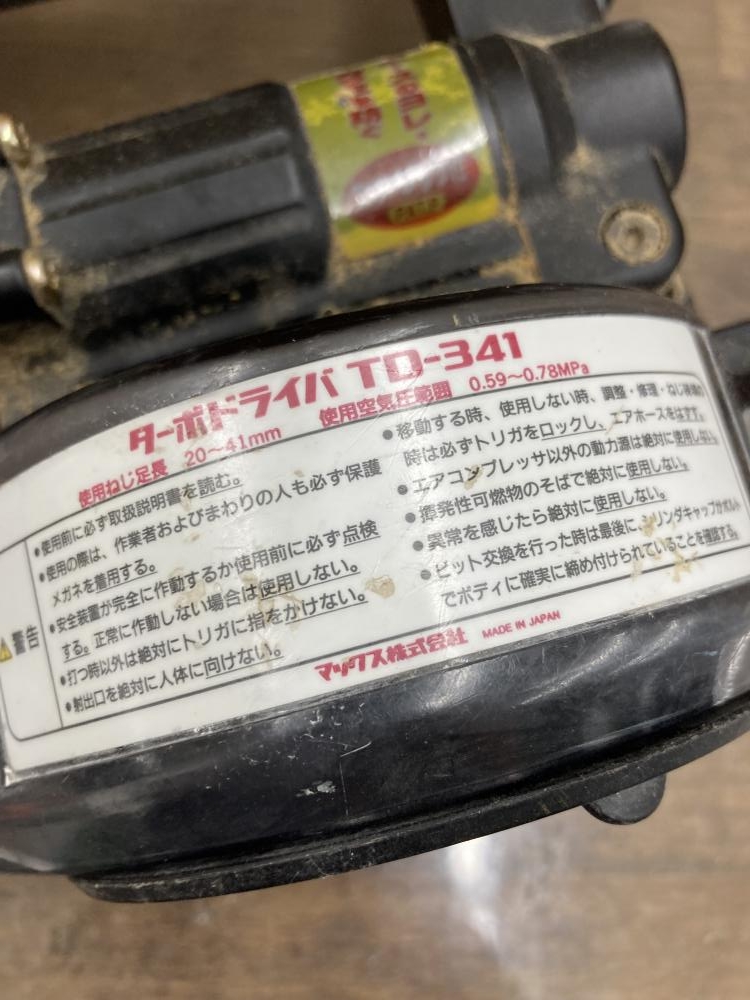 ターボドライバ TD-341
使用ねじ足長 20～41mm 使用空気圧範囲 0.59～0.78MPa
警告
●使用前に必ず取扱説明書を読む。
●使用の際は、作業者およびまわりの人も必ず保護
メガネを着用する。
●安全装置が完全に作動するか使用前に必ず点検
する。正常に作動しない場合は使用しない。
●打つ時以外は絶対にトリガに指をかけない。
●射出口を絶対に人体に向けない。
●移動する時、使用しない時、調整・修理・ねじ装填の
時は必ずトリガをロックし、エアホースをはずす。
●エアコンプレッサ以外の動力源は絶対に使用しない。
●揮発性可燃物のそばで絶対に使用しない。
●異常を感じたら絶対に使用しない。
●ビット交換を行った時は最後に、シリンダキャップがボルト
でボディに確実に締め付けられていることを確認する。
マックス株式会社 MADE IN JAPAN